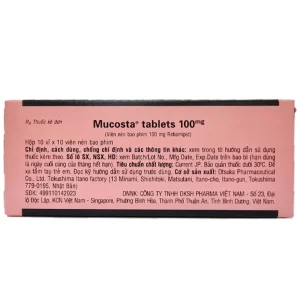 Rx Thuốc kê đơn
Mucosta® tablets 100mg
(Viên nén bao phim 100 mg Rebamipid)
Hộp 10 vỉ x 10 viên nén bao phim
Chỉ định, cách dùng, chống chỉ định và các thông tin khác: xem trong tờ hướng dẫn sử dụng
thuốc kèm theo. Số lô SX, NSX, HD: xem Batch/Lot No., Mfg Date, Exp Date trên bao bì (hạn dùng
là ngày cuối cùng của tháng hết hạn). Tiêu chuẩn chất lượng: Current JP. Bảo quản thuốc dưới 30°C. Để
xa tầm tay trẻ em. Đọc kỹ hướng dẫn sử dụng thuốc trước khi dùng. Cơ sở sản xuất: Otsuka Pharmaceutical
Co., Ltd. Tokushima Itano factory (13 Minami, Shishitoki, Matsutani, Itano-cho, Itano-gun, Tokushima
779-0195, Nhật Bản)
SĐK: 499110142023
DNNK: CÔNG TY TNHH DKSH PHARMA VIỆT NAM - Số 23, Đại
lộ Độc Lập, KCN Việt Nam - Singapore, Phường Bình Hòa, Thành Phố Thuận An, Tỉnh Bình Dương, Việt Nam.